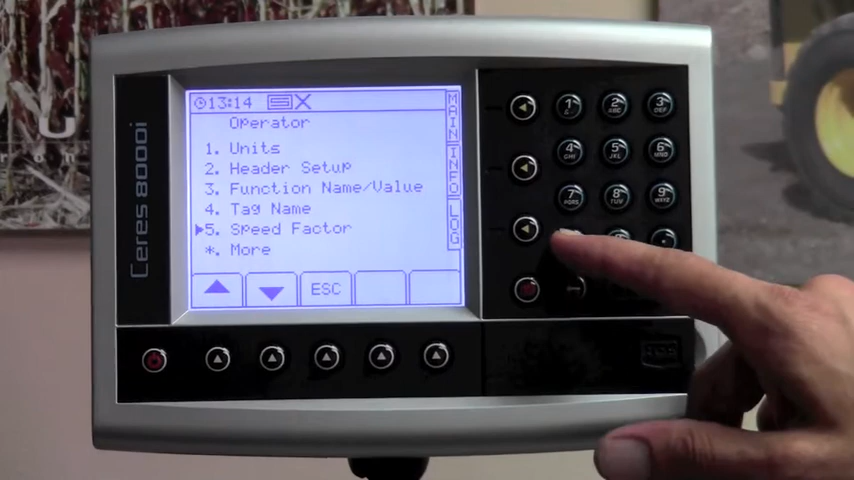 13:14
Operator
1. Units
2. Header Setup
3. Function Name/Value
4. Tag Name
5. Speed Factor
*. More
ESC
MAIN
INFO
LOG
Ceres 8000i
1
2 ABC
3 DEF
4 GHI
5 JKL
6 MNO
7 PQRS
8 TUV
9 WXYZ
U